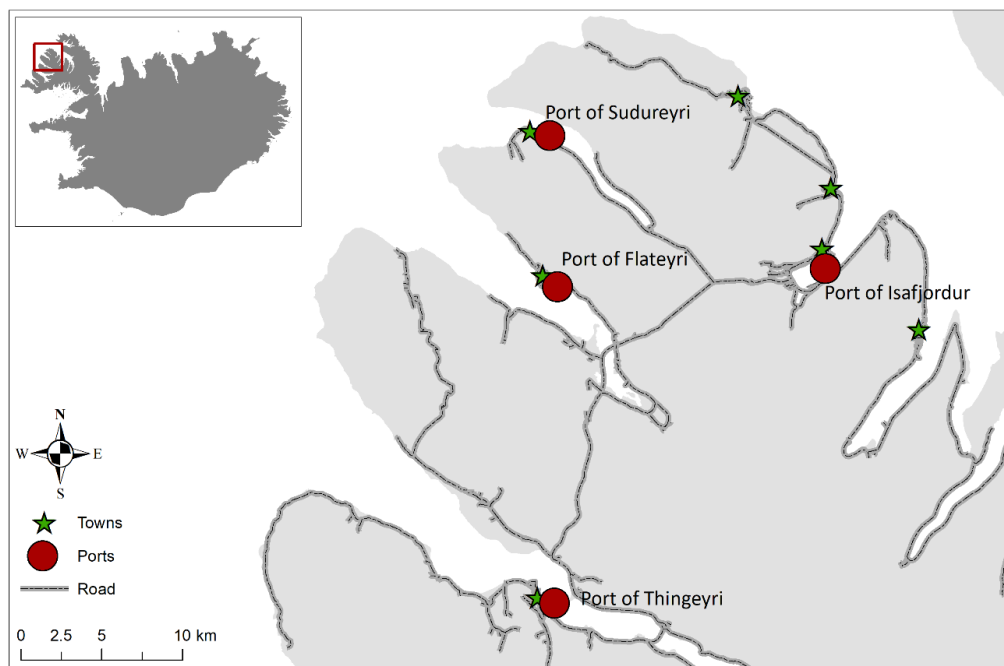 Port of Sudureyri
Port of Flateyri
Port of Isafjordur
N
W E
S
Towns
Ports
Road
Port of Thingeyri
0 2.5 5 10 km